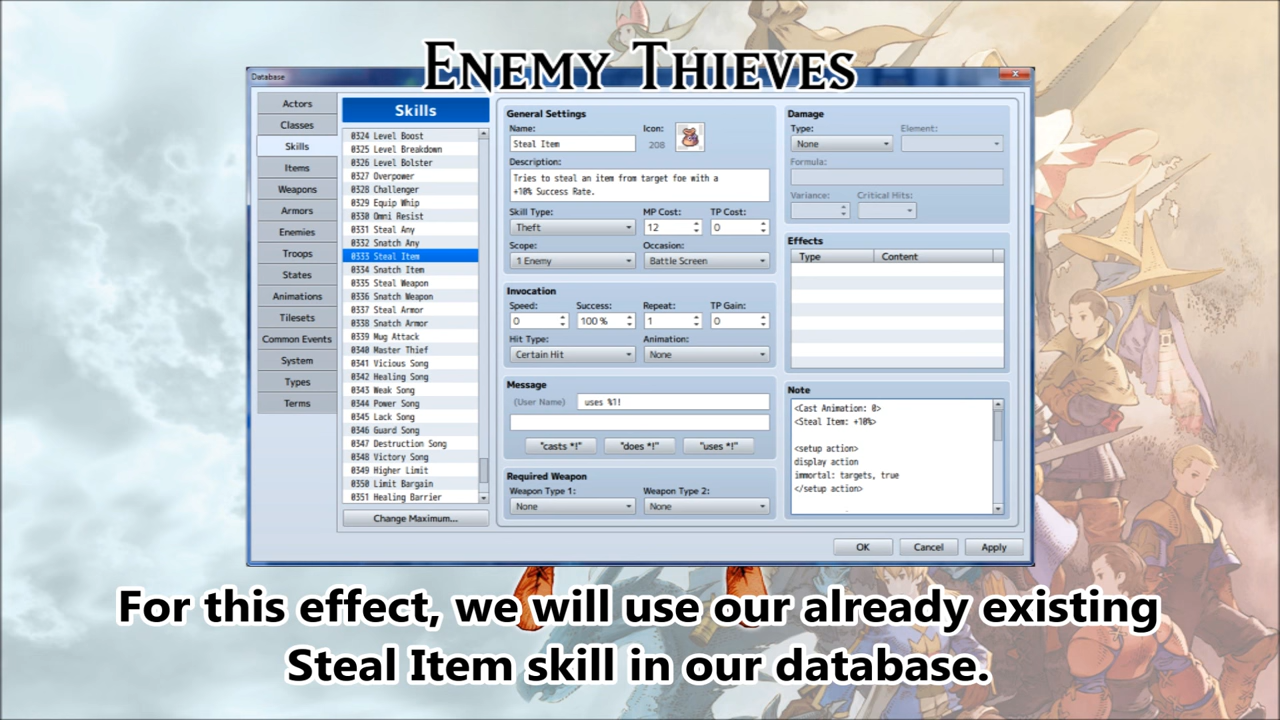 Enemy Thieves
Database
Actors
Classes
Skills
Items
Weapons
Armors
Enemies
Troops
States
Animations
Tilesets
Common Events
System
Types
Terms
Skills
0324 Level Boost
0325 Level Breakdown
0326 Level Bolster
0327 Overpower
0328 Challenger
0329 Equip Whip
0330 Omni Resist
0331 Steal Any
0332 Snatch Any
0333 Steal Item
0334 Snatch Item
0335 Steal Weapon
0336 Snatch Weapon
0337 Steal Armor
0338 Snatch Armor
0339 Mug Attack
0340 Master Thief
0341 Vicious Song
0342 Healing Song
0343 Weak Song
0344 Power Song
0345 Lack Song
0346 Guard Song
0347 Destruction Song
0348 Victory Song
0349 Higher Limit
0350 Limit Bargain
0351 Healing Barrier
Change Maximum...
General Settings
Name: Icon:
Steal Item 208
Description:
Tries to steal an item from target foe with a
+10% Success Rate.
Skill Type: MP Cost: TP Cost:
Theft 12 0
Scope: Occasion:
1 Enemy Battle Screen
Invocation
Speed: Success: Repeat: TP Gain:
0 100 % 1 0
Hit Type: Animation:
Certain Hit None
Message
(User Name) uses %1!
"casts *!" "does *!" "uses *!"
Required Weapon
Weapon Type 1: Weapon Type 2:
None None
Damage
Type: Element:
None
Formula:
Variance: Critical Hits:
Effects
Type Content
Note
<Cast Animation: 0>
<Steal Item: +10%>
<setup action>
display action
immortal: targets, true
</setup action>
OK Cancel Apply
For this effect, we will use our already existing
Steal Item skill in our database.